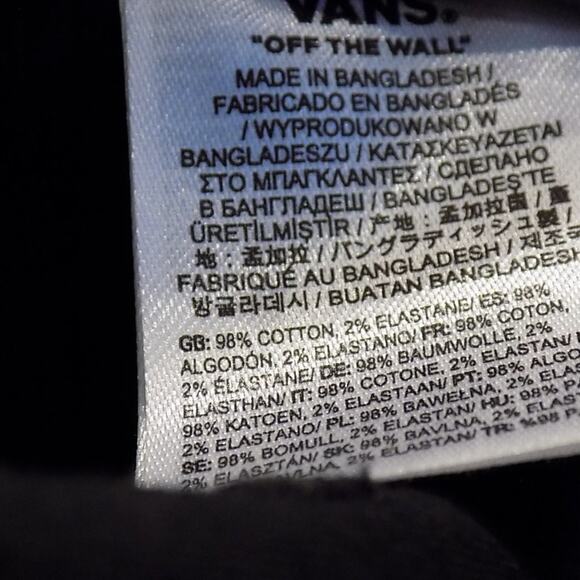 VANS®
"OFF THE WALL"
MADE IN BANGLADESH /
FABRICADO EN BANGLADÉS
/ WYPRODUKOWANO W
BANGLADESZU / ΚΑΤΑΣΚΕΥΑΖΕΤΑΙ
ΣΤΟ ΜΠΑΓΚΛΑΝΤΕΣ / СДЕЛАНО
В БАНГЛАДЕШ / BANGLADEŞ'TE
ÜRETİLMİŞTİR / 产地：孟加拉国 / 產
地：孟加拉 / バングラディッシュ製 /
FABRIQUÉ AU BANGLADESH / 제조국
방글라데시 / BUATAN BANGLADESH
GB: 98% COTTON, 2% ELASTANE/ ES: 98%
ALGODÓN, 2% ELASTANO/ FR: 98% COTON,
2% ÉLASTANE/ DE: 98% BAUMWOLLE, 2%
ELASTHAN/ IT: 98% COTONE, 2% ELASTAN/
98% KATOEN, 2% ELASTAAN/ PT: 98% ALGO
2% ELASTANO/ PL: 98% BAWEŁNA, 2%
SE: 98% BOMULL, 2% ELASTAN/ HU: 98% P
2% ELASZTÁN/ SK: 98% BAVLNA, 2%
2% ELASTAN/ TR: %98 P